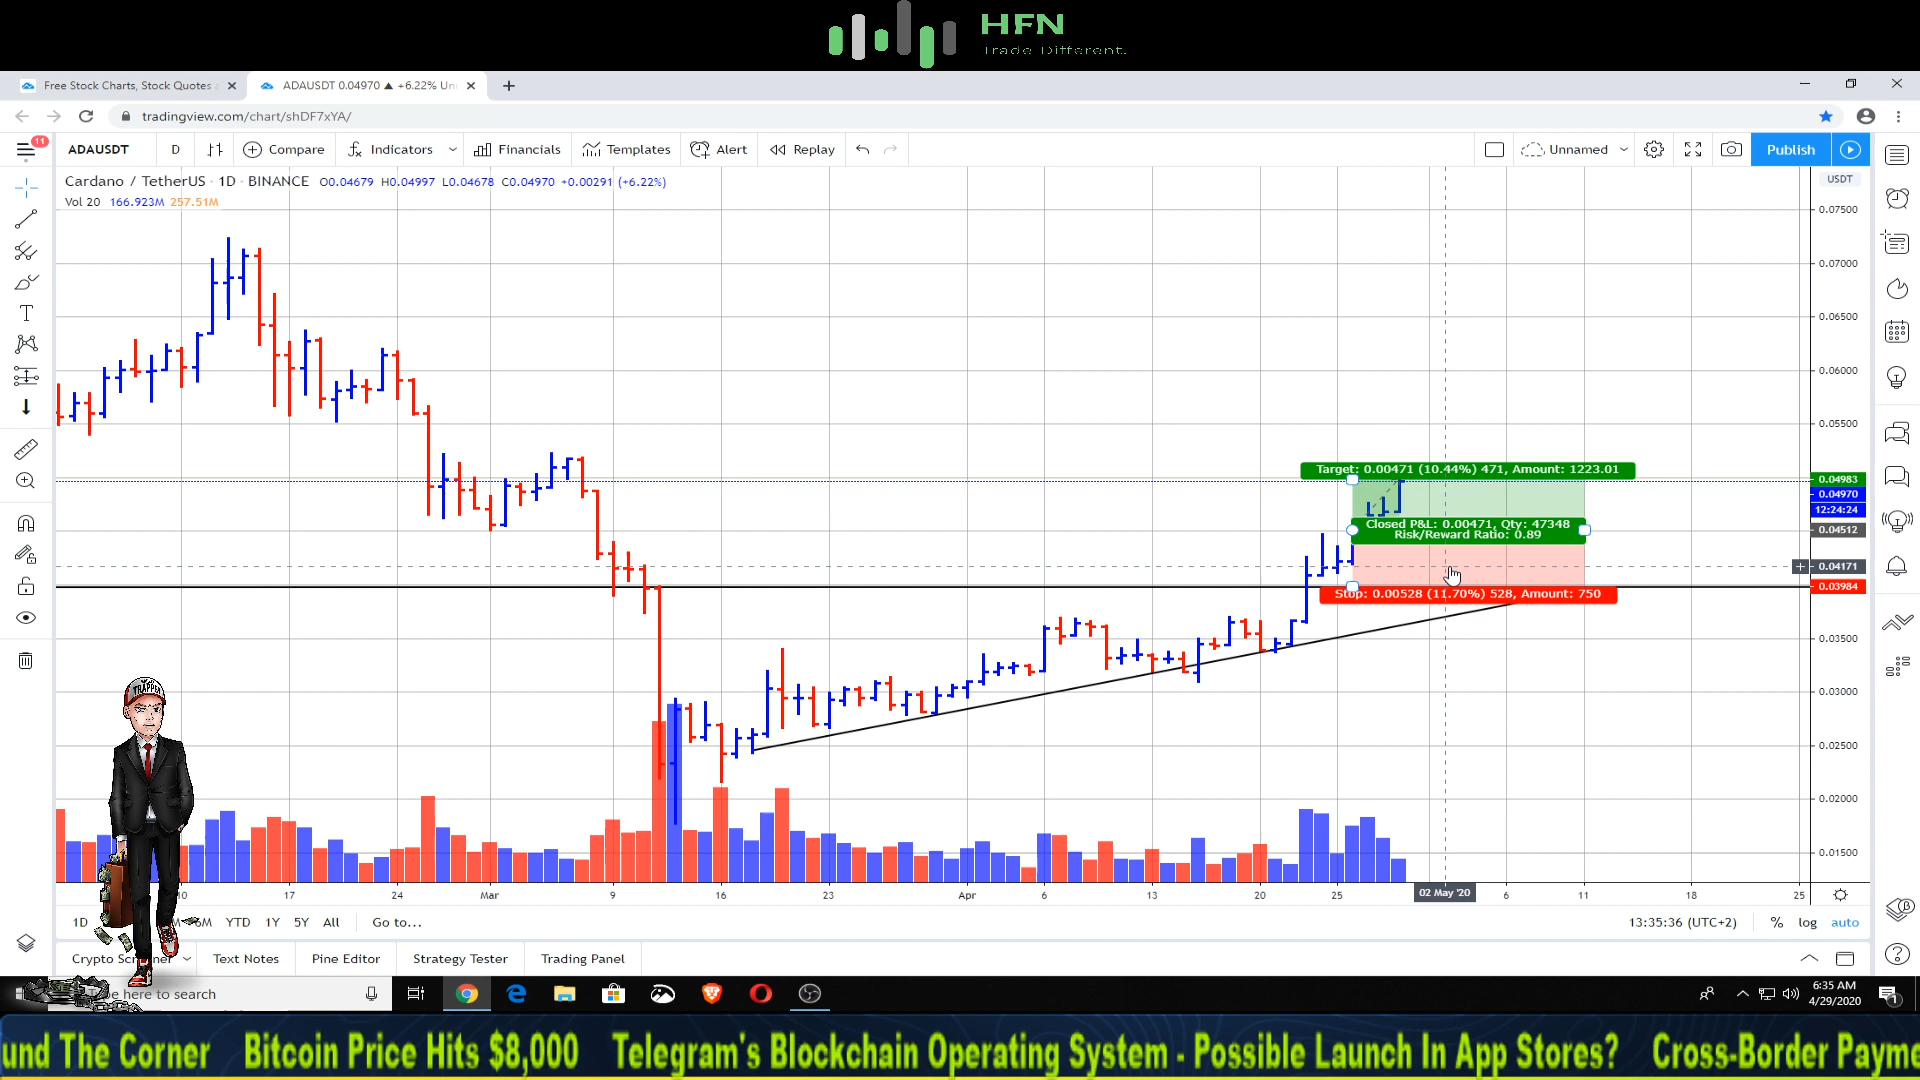 HFN
Trade Different.
Free Stock Charts, Stock Quotes
ADAUSDT 0.04970 ▲ +6.22% Un
tradingview.com/chart/shDF7xYA/
11
ADAUSDT
D
Compare
Indicators
Financials
Templates
Alert
Replay
Unnamed
Publish
Cardano / TetherUS · 1D · BINANCE O0.04679 H0.04997 L0.04678 C0.04970 +0.00291 (+6.22%)
Vol 20 166.923M 257.51M
USDT
0.07500
0.07000
0.06500
0.06000
0.05500
Target: 0.00471 (10.44%) 471, Amount: 1223.01
0.04983
0.04970
12:24:24
Closed P&L: 0.00471, Qty: 47348
Risk/Reward Ratio: 0.89
0.04512
0.04171
0.03984
Stop: 0.00528 (11.70%) 528, Amount: 750
0.03500
0.03000
0.02500
0.02000
0.01500
TRAPPER
10 17 24 Mar 9 16 23 Apr 6 13 20 25 02 May '20 6 11 18 25
1D 6M YTD 1Y 5Y All Go to...
13:35:36 (UTC+2) % log auto
Crypto Screener Text Notes Pine Editor Strategy Tester Trading Panel
here to search
6:35 AM
4/29/2020
1
und The Corner Bitcoin Price Hits $8,000 Telegram's Blockchain Operating System - Possible Launch In App Stores? Cross-Border Payme